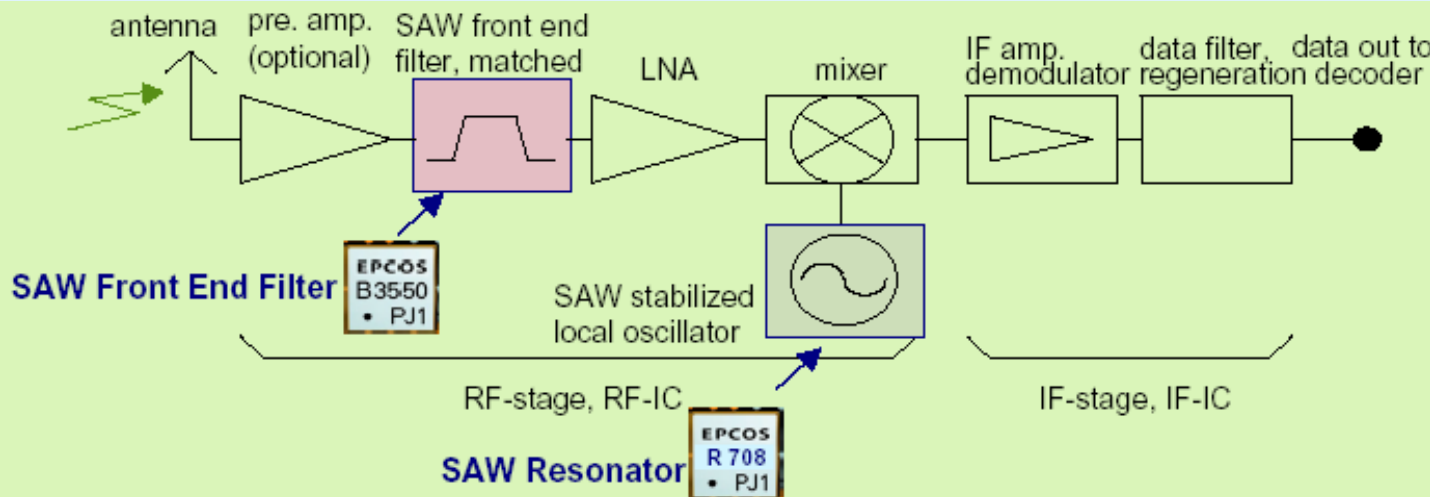 antenna
pre. amp.
(optional)
SAW front end
filter, matched
LNA
mixer
IF amp.
demodulator
data filter,
regeneration
data out to
decoder
SAW Front End Filter
EPCOS
B3550
• PJ1
SAW stabilized
local oscillator
RF-stage, RF-IC
IF-stage, IF-IC
SAW Resonator
EPCOS
R 708
• PJ1